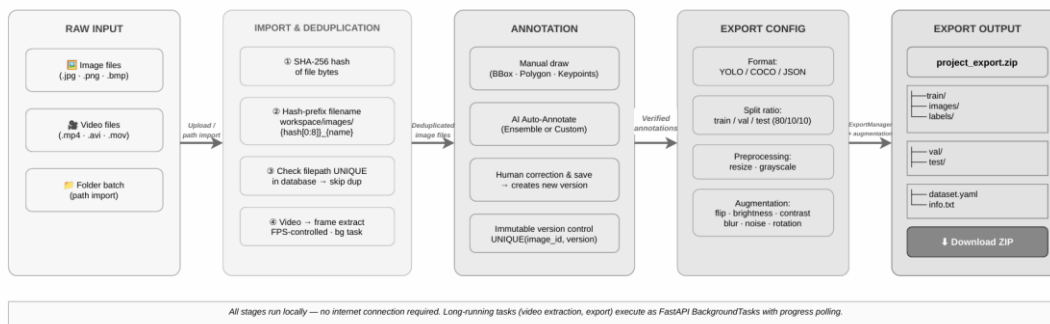 RAW INPUT
🖼️ Image files
(.jpg · .png · .bmp)
🎥 Video files
(.mp4 · .avi · .mov)
📁 Folder batch
(path import)
Upload /
path import
IMPORT & DEDUPLICATION
① SHA-256 hash
of file bytes
② Hash-prefix filename
workspace/images/
{hash[0:8]}_{name}
③ Check filepath UNIQUE
in database → skip dup
④ Video → frame extract
FPS-controlled · bg task
Deduplicated
image files
ANNOTATION
Manual draw
(BBox · Polygon · Keypoints)
AI Auto-Annotate
(Ensemble or Custom)
Human correction & save
→ creates new version
Immutable version control
UNIQUE(image_id, version)
Verified
annotations
EXPORT CONFIG
Format:
YOLO / COCO / JSON
Split ratio:
train / val / test (80/10/10)
Preprocessing:
resize · grayscale
Augmentation:
flip · brightness · contrast
blur · noise · rotation
ExportManager
+ augmentation
EXPORT OUTPUT
project_export.zip
├──train/
├── images/
└── labels/
├── val/
└── test/
├── dataset.yaml
└── info.txt
⬇ Download ZIP
All stages run locally — no internet connection required. Long-running tasks (video extraction, export) execute as FastAPI BackgroundTasks with progress polling.